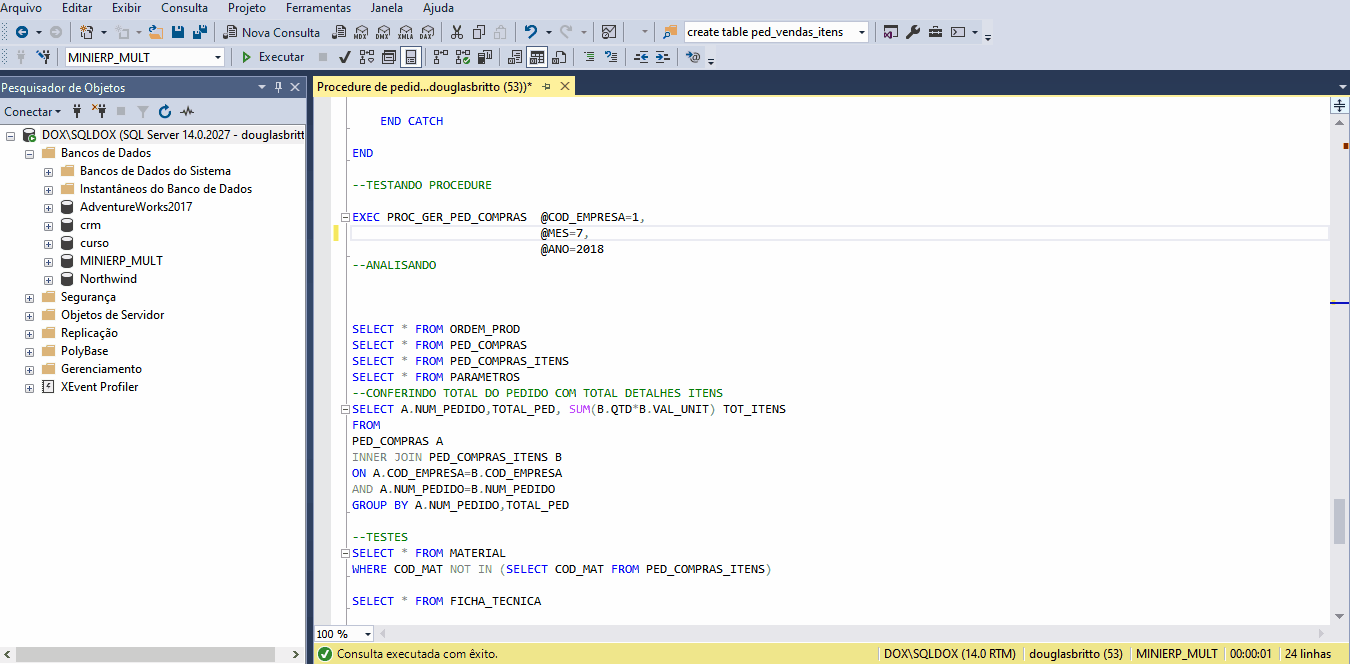 Arquivo Editar Exibir Consulta Projeto Ferramentas Janela Ajuda
Nova Consulta MDX DMX XMLA DAX create table ped_vendas_itens
MINIERP_MULT Executar
Pesquisador de Objetos
Procedure de pedid...douglasbritto (53))*
Conectar
DOX\SQLDOX (SQL Server 14.0.2027 - douglasbritt
Bancos de Dados
Bancos de Dados do Sistema
Instantâneos do Banco de Dados
AdventureWorks2017
crm
curso
MINIERP_MULT
Northwind
Segurança
Objetos de Servidor
Replicação
PolyBase
Gerenciamento
XEvent Profiler
END CATCH
END
--TESTANDO PROCEDURE
EXEC PROC_GER_PED_COMPRAS @COD_EMPRESA=1,
@MES=7,
@ANO=2018
--ANALISANDO
SELECT * FROM ORDEM_PROD
SELECT * FROM PED_COMPRAS
SELECT * FROM PED_COMPRAS_ITENS
SELECT * FROM PARAMETROS
--CONFERINDO TOTAL DO PEDIDO COM TOTAL DETALHES ITENS
SELECT A.NUM_PEDIDO,TOTAL_PED, SUM(B.QTD*B.VAL_UNIT) TOT_ITENS
FROM
PED_COMPRAS A
INNER JOIN PED_COMPRAS_ITENS B
ON A.COD_EMPRESA=B.COD_EMPRESA
AND A.NUM_PEDIDO=B.NUM_PEDIDO
GROUP BY A.NUM_PEDIDO,TOTAL_PED
--TESTES
SELECT * FROM MATERIAL
WHERE COD_MAT NOT IN (SELECT COD_MAT FROM PED_COMPRAS_ITENS)
SELECT * FROM FICHA_TECNICA
100 %
Consulta executada com êxito. DOX\SQLDOX (14.0 RTM) douglasbritto (53) MINIERP_MULT 00:00:01 24 linhas